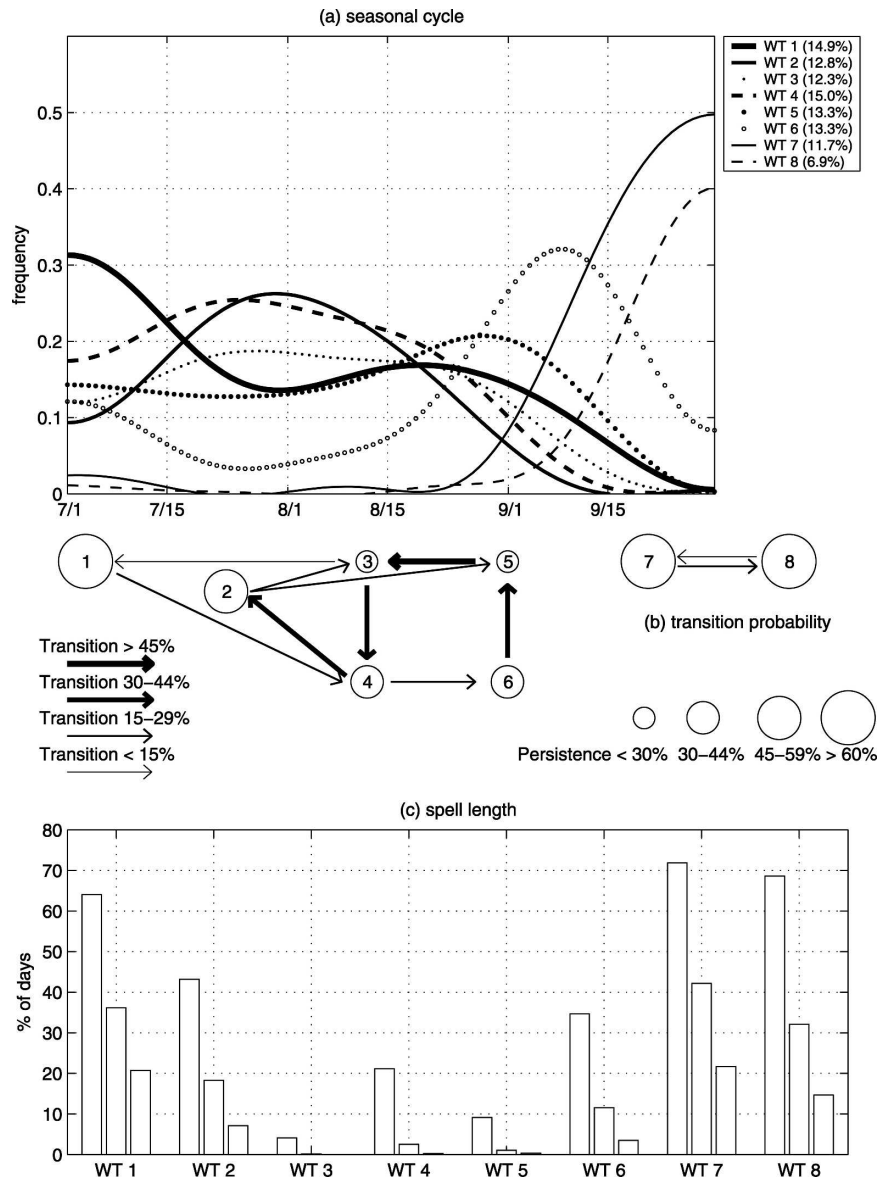 (a) seasonal cycle
WT 1 (14.9%)
WT 2 (12.8%)
WT 3 (12.3%)
WT 4 (15.0%)
WT 5 (13.3%)
WT 6 (13.3%)
WT 7 (11.7%)
WT 8 (6.9%)
0.5
0.4
0.3
0.2
0.1
0
frequency
7/1 7/15 8/1 8/15 9/1 9/15
1 2 3 5 7 8
4 6
(b) transition probability
Transition > 45%
Transition 30–44%
Transition 15–29%
Transition < 15%
Persistence < 30% 30–44% 45–59% > 60%
(c) spell length
80
70
60
50
40
30
20
10
0
% of days
WT 1 WT 2 WT 3 WT 4 WT 5 WT 6 WT 7 WT 8